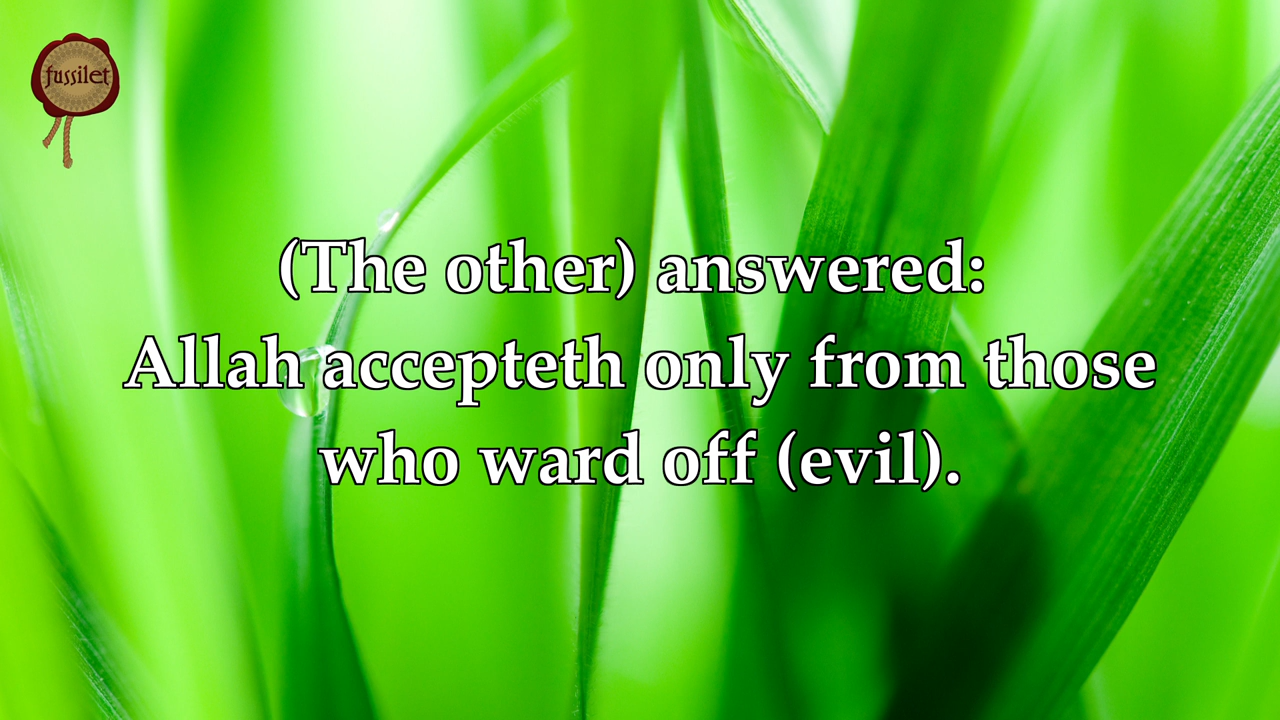 fussilet
(The other) answered:
Allah accepteth only from those
who ward off (evil).